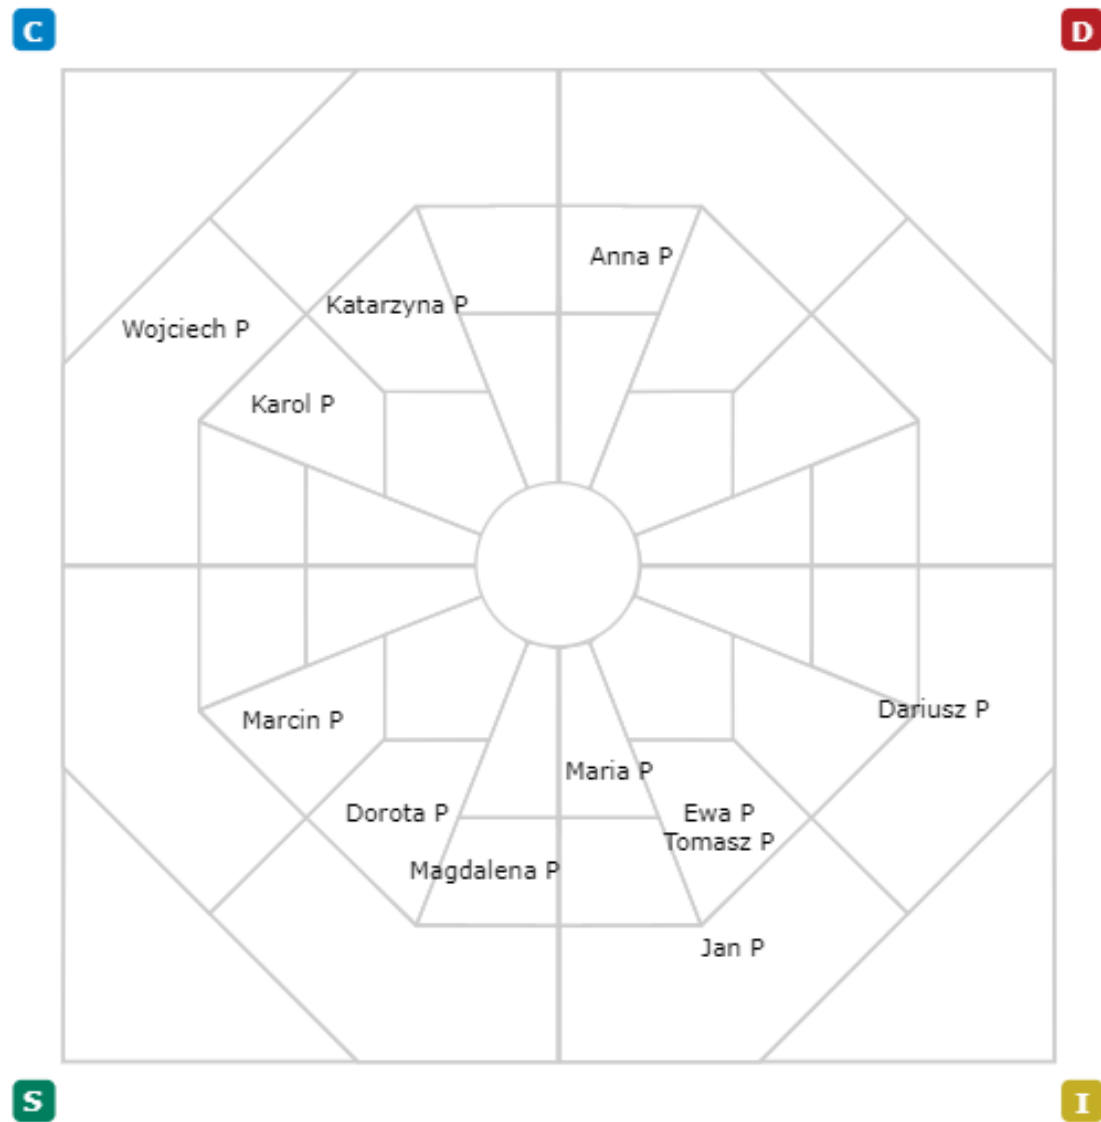 C
D
Anna P
Katarzyna P
Wojciech P
Karol P
Dariusz P
Marcin P
Maria P
Dorota P
Ewa P
Tomasz P
Magdalena P
Jan P
S
I